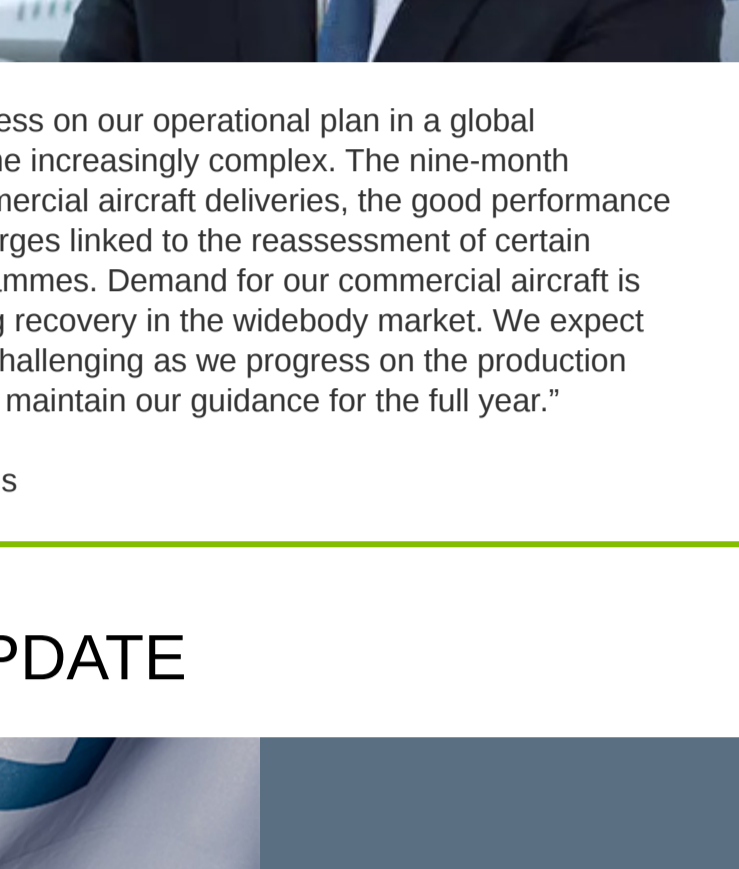 ess on our operational plan in a global
e increasingly complex. The nine-month
mercial aircraft deliveries, the good performance
rges linked to the reassessment of certain
ammes. Demand for our commercial aircraft is
g recovery in the widebody market. We expect
hallenging as we progress on the production
maintain our guidance for the full year.”
s
PDATE